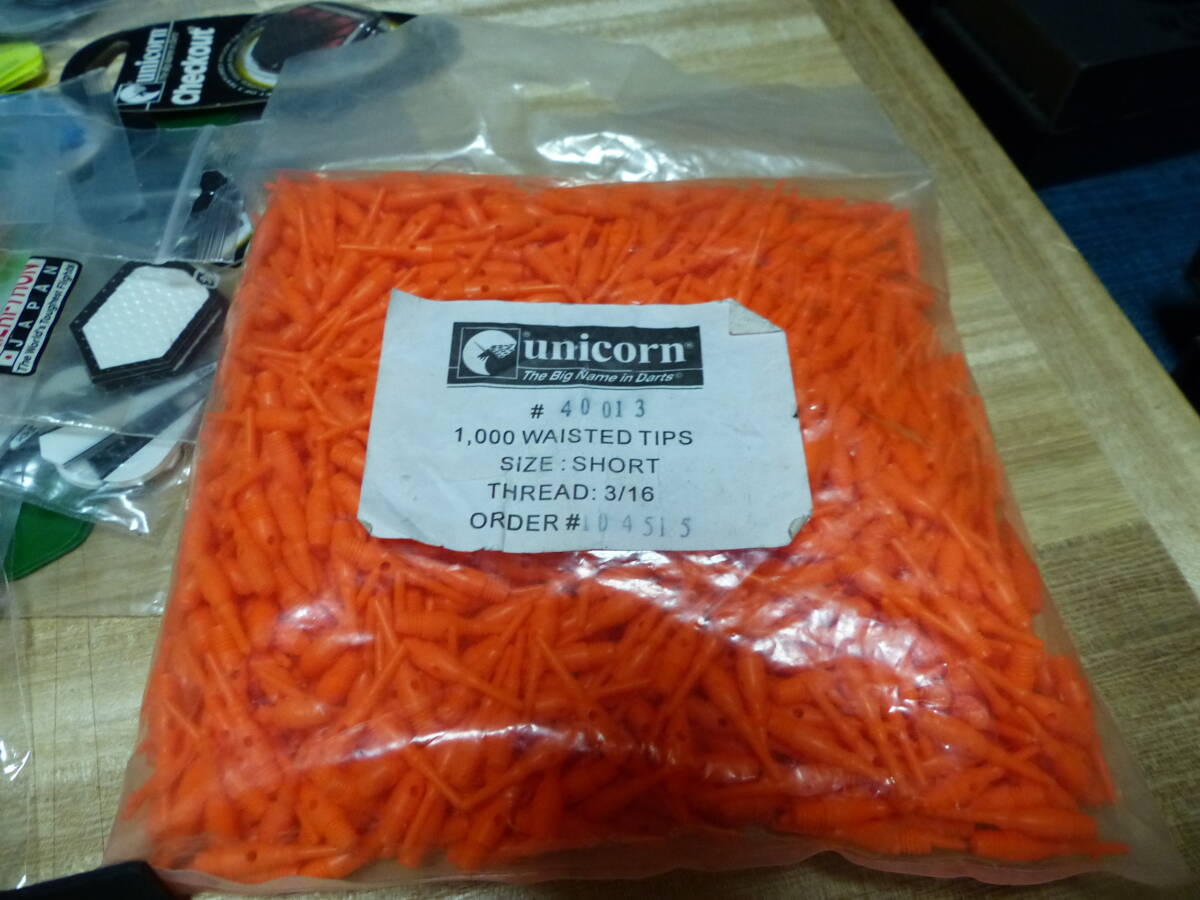 unicorn
Checkout
JAPAN
The World's Toughest Flights
unicorn®
The Big Name in Darts®
# 40013
1,000 WAISTED TIPS
SIZE: SHORT
THREAD: 3/16
ORDER #104515